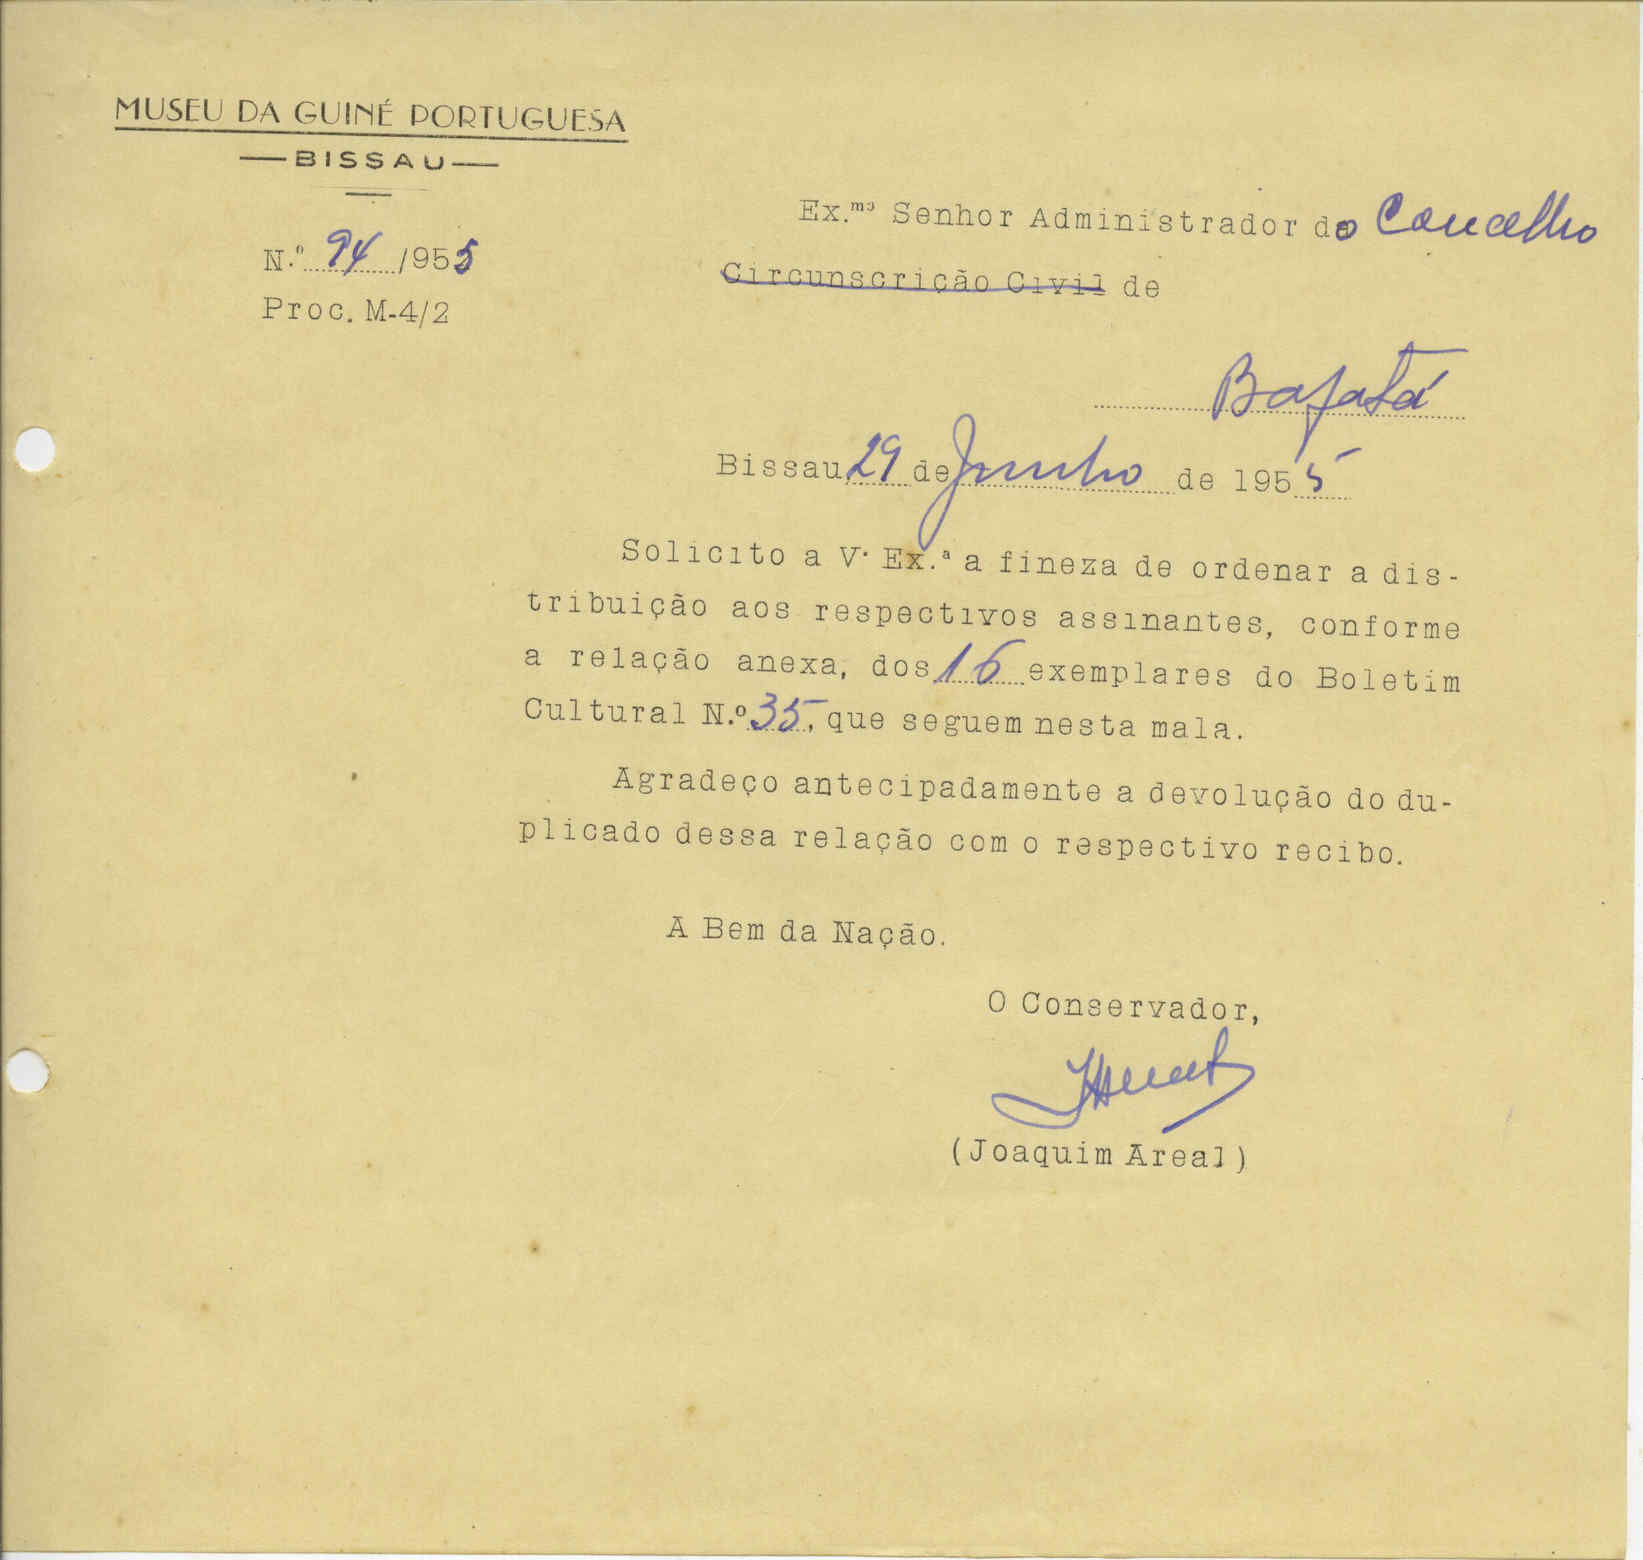 MUSEU DA GUINÉ PORTUGUESA
—BISSAU—
N.º 94 /955
Proc. M-4/2
Ex.mo Senhor Administrador do Concelho
Circunscrição Civil de
Bafatá
Bissau, 29 de Junho de 1955
Solicito a V. Ex.ª a fineza de ordenar a dis-
tribuição aos respectivos assinantes, conforme
a relação anexa, dos 16 exemplares do Boletim
Cultural N.º 35, que seguem nesta mala.
Agradeço antecipadamente a devolução do du-
plicado dessa relação com o respectivo recibo.
A Bem da Nação.
O Conservador,
(Joaquim Areal)